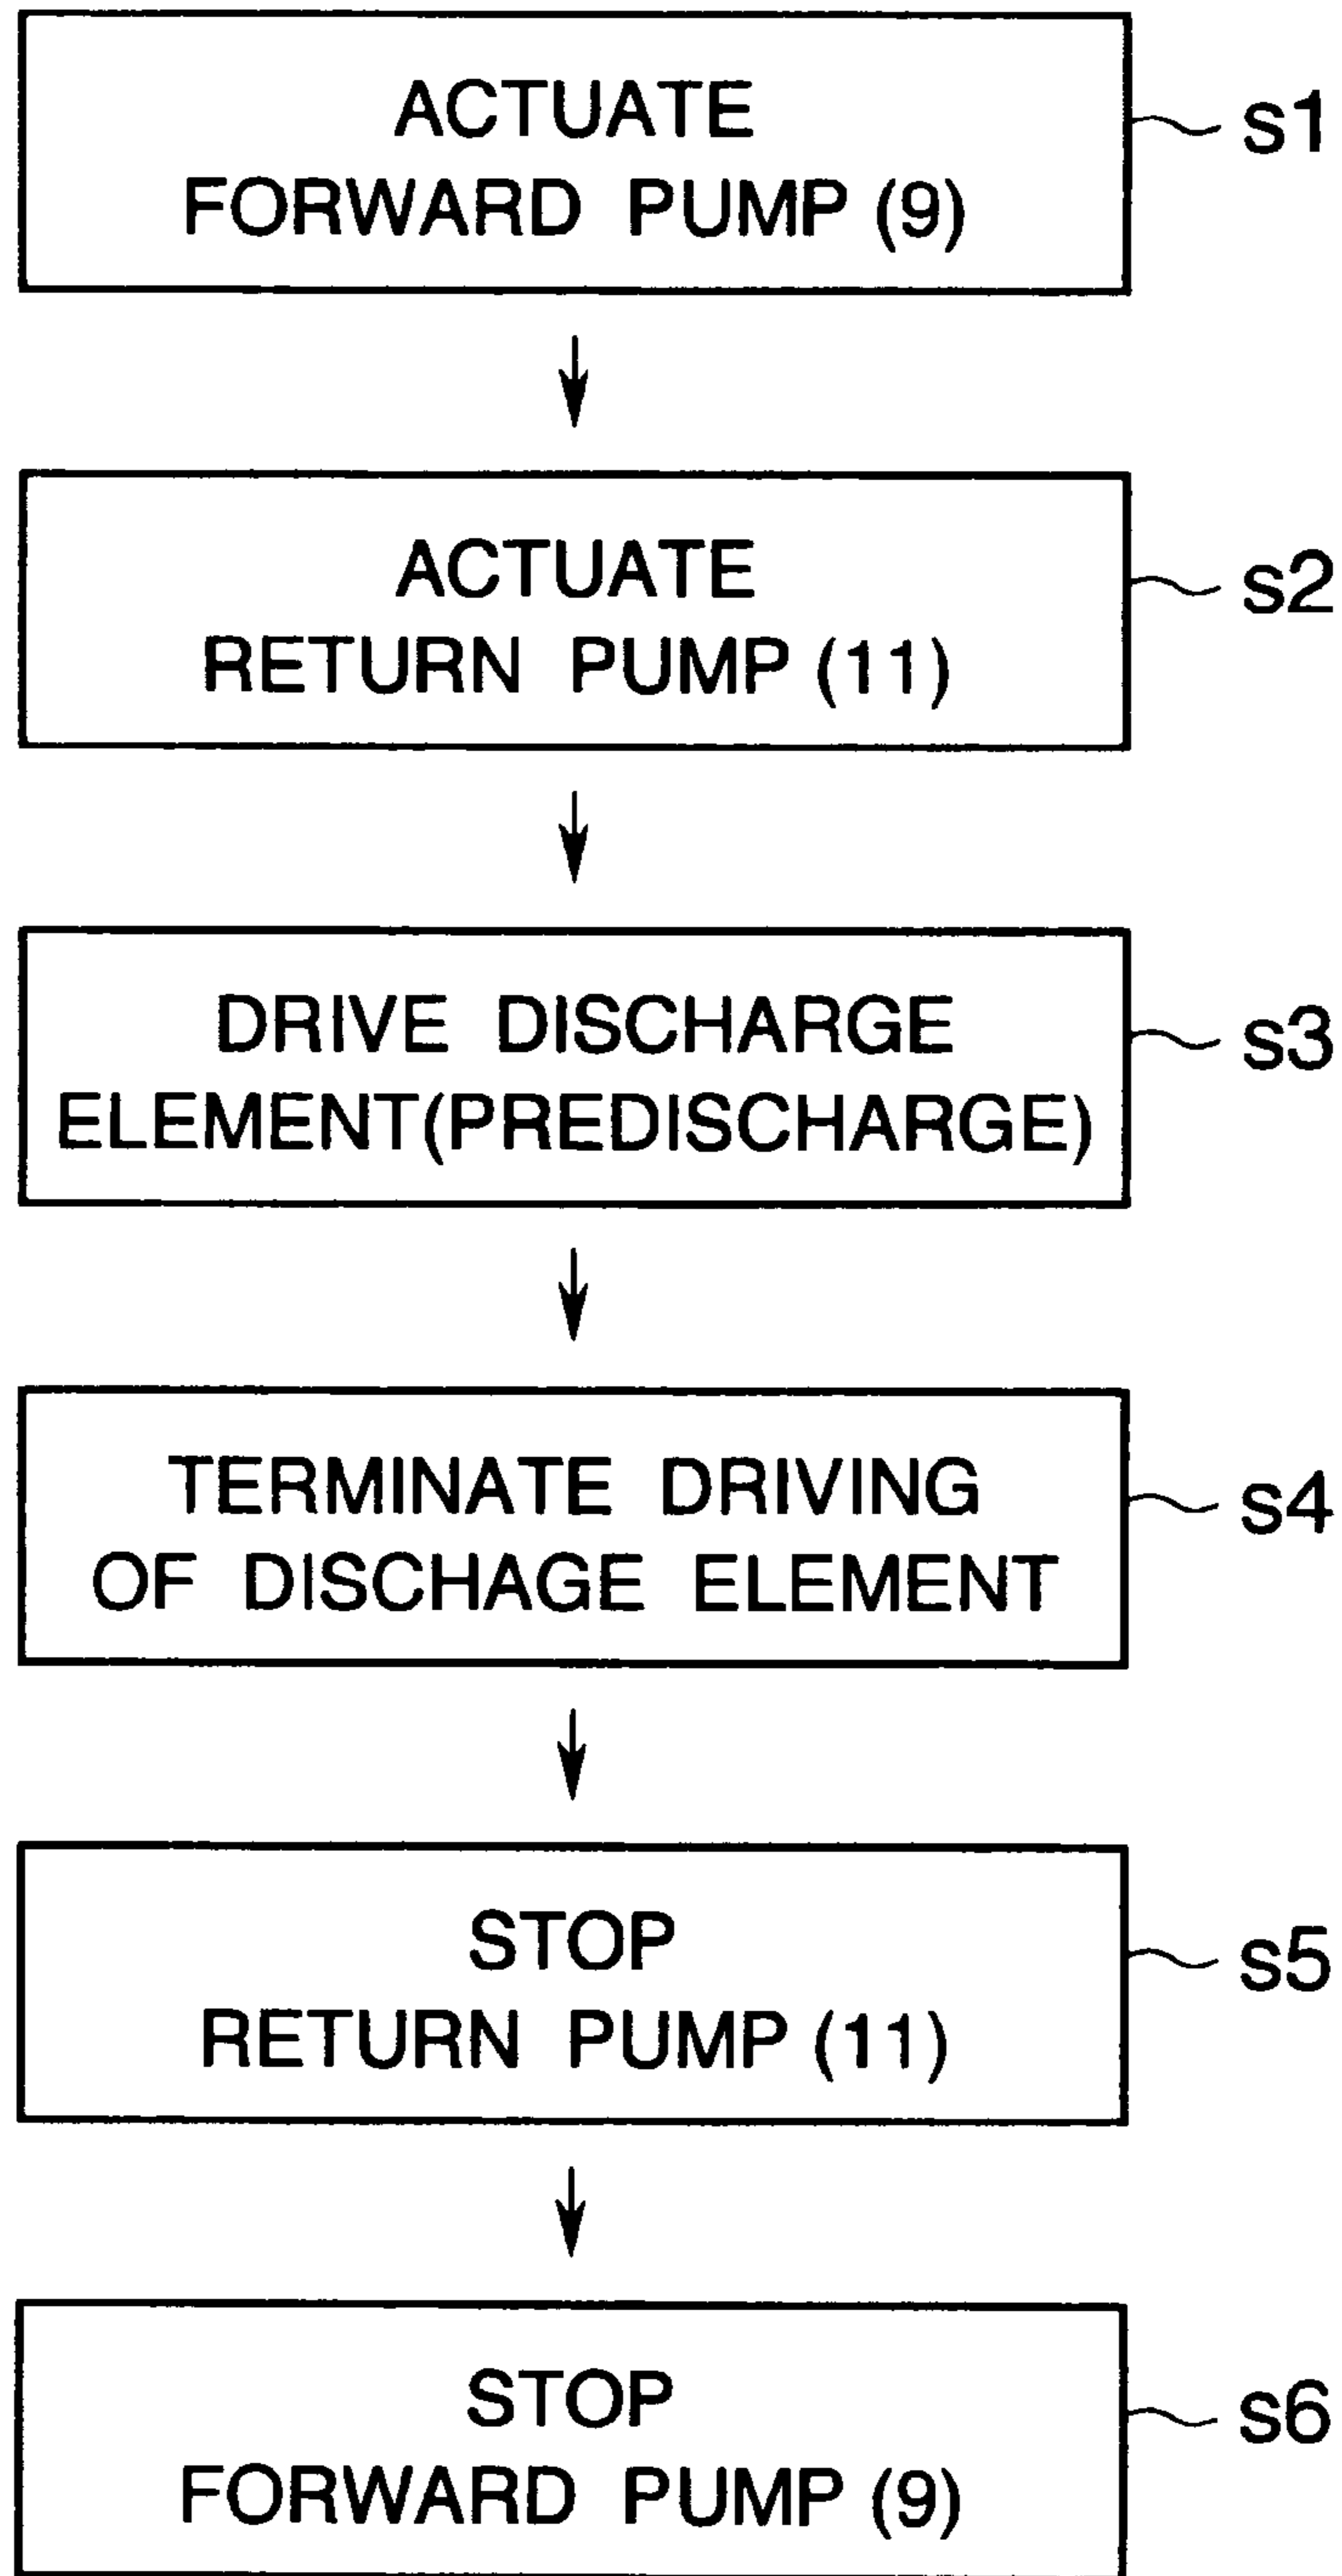 ACTUATE
FORWARD PUMP (9)
s1
ACTUATE
RETURN PUMP (11)
s2
DRIVE DISCHARGE
ELEMENT(PREDISCHARGE)
s3
TERMINATE DRIVING
OF DISCHAGE ELEMENT
s4
STOP
RETURN PUMP (11)
s5
STOP
FORWARD PUMP (9)
s6